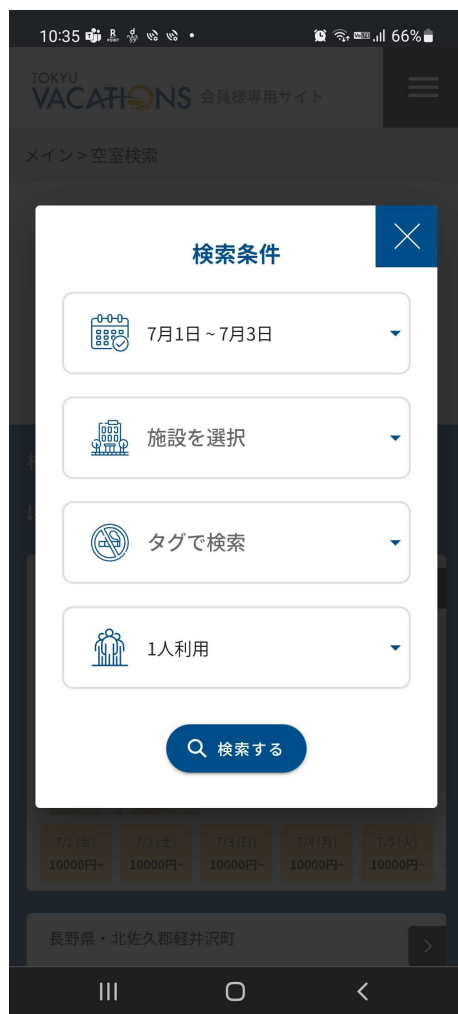 10:35
66%
TOKYU
VACATIONS 会員様専用サイト
メイン > 空室検索
検索条件
7月1日 ~ 7月3日
施設を選択
タグで検索
1人利用
検索する
7/1 (金) 7/2 (土) 7/3 (日) 7/4 (月) 7/5 (火)
10000円~ 10000円~ 10000円~ 10000円~ 10000円~
長野県・北佐久郡軽井沢町